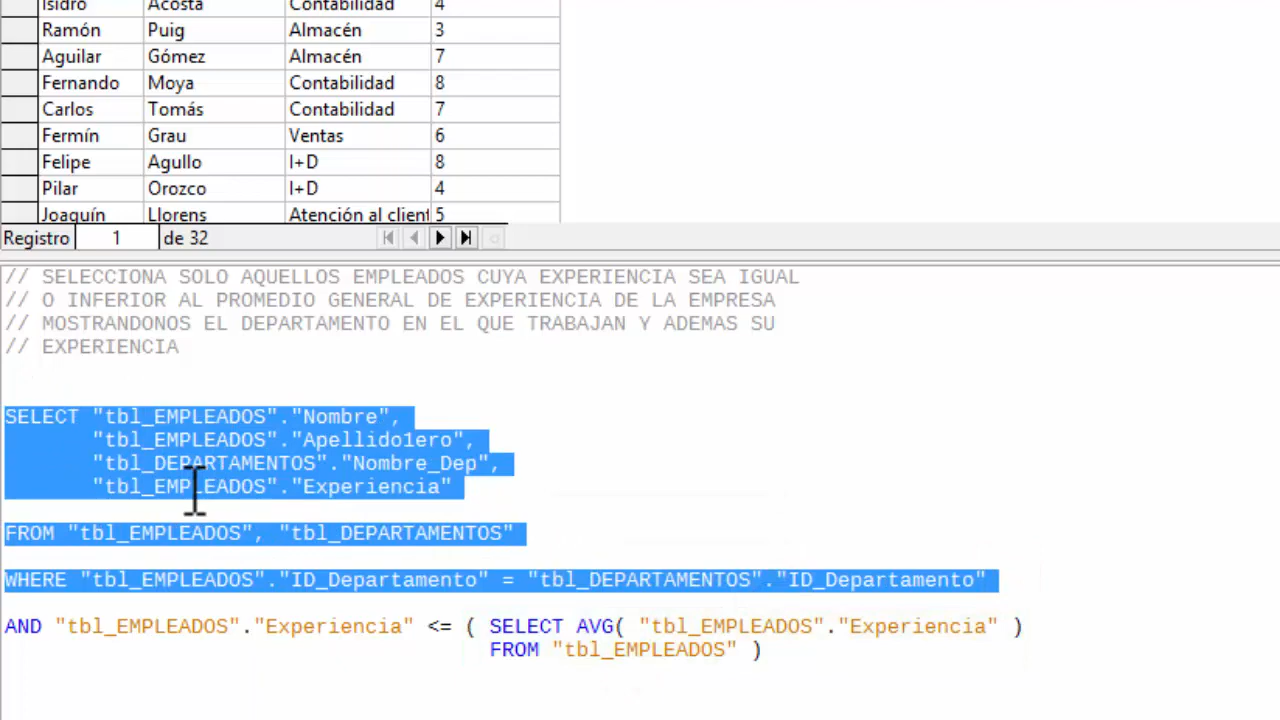 Isidro Acosta Contabilidad 4
Ramón Puig Almacén 3
Aguilar Gómez Almacén 7
Fernando Moya Contabilidad 8
Carlos Tomás Contabilidad 7
Fermín Grau Ventas 6
Felipe Agullo I+D 8
Pilar Orozco I+D 4
Joaquín Llorens Atención al client 5
Registro 1 de 32
// SELECCIONA SOLO AQUELLOS EMPLEADOS CUYA EXPERIENCIA SEA IGUAL
// O INFERIOR AL PROMEDIO GENERAL DE EXPERIENCIA DE LA EMPRESA
// MOSTRANDONOS EL DEPARTAMENTO EN EL QUE TRABAJAN Y ADEMAS SU
// EXPERIENCIA
SELECT "tbl_EMPLEADOS"."Nombre",
"tbl_EMPLEADOS"."Apellido1ero",
"tbl_DEPARTAMENTOS"."Nombre_Dep",
"tbl_EMPLEADOS"."Experiencia"
FROM "tbl_EMPLEADOS", "tbl_DEPARTAMENTOS"
WHERE "tbl_EMPLEADOS"."ID_Departamento" = "tbl_DEPARTAMENTOS"."ID_Departamento"
AND "tbl_EMPLEADOS"."Experiencia" <= ( SELECT AVG( "tbl_EMPLEADOS"."Experiencia" )
FROM "tbl_EMPLEADOS" )